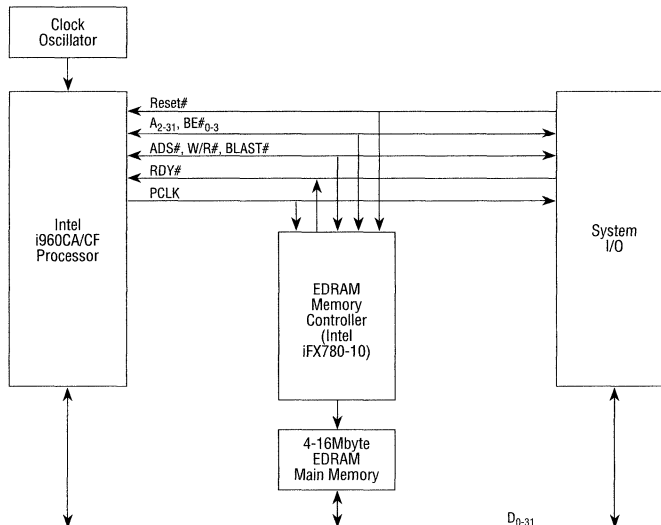 Clock
Oscillator
Reset#
A2-31, BE#0-3
ADS#, W/R#, BLAST#
RDY#
PCLK
Intel
i960CA/CF
Processor
System
I/O
EDRAM
Memory
Controller
(Intel
iFX780-10)
4-16Mbyte
EDRAM
Main Memory
D0-31